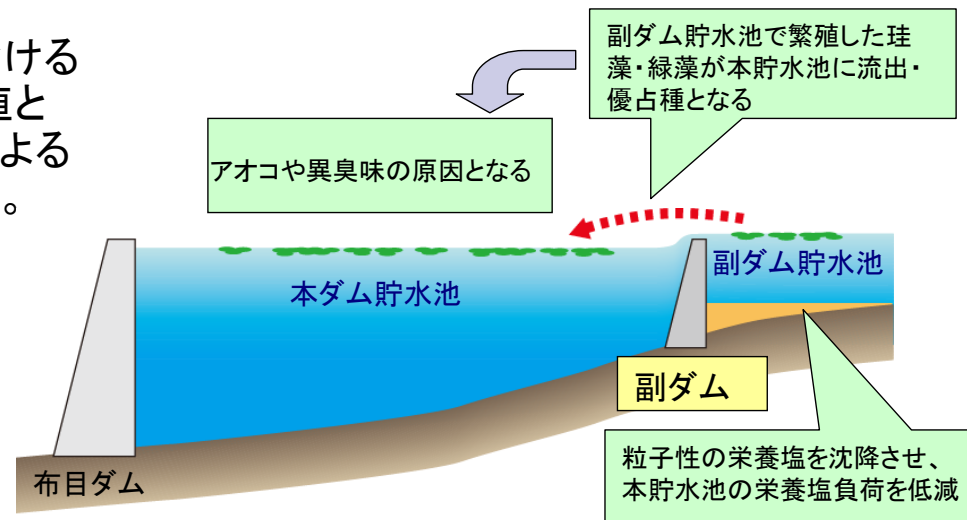 ける
直と
よる
。
副ダム貯水池で繁殖した珪
藻・緑藻が本貯水池に流出・
優占種となる
アオコや異臭味の原因となる
本ダム貯水池
副ダム貯水池
副ダム
布目ダム
粒子性の栄養塩を沈降させ、
本貯水池の栄養塩負荷を低減